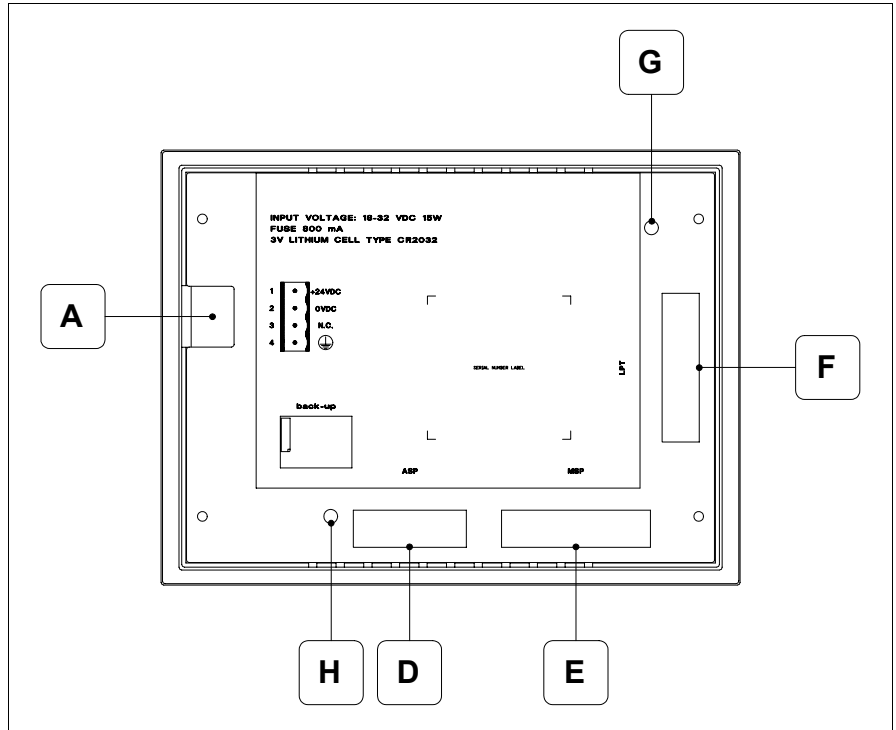 G
INPUT VOLTAGE: 18-32 VDC 15W
FUSE 800 mA
3V LITHIUM CELL TYPE CR2032
1 +24VDC
2 0VDC
3 N.C.
4
A
SERIAL NUMBER LABEL
LPT
F
back-up
ASP
MSP
H
D
E